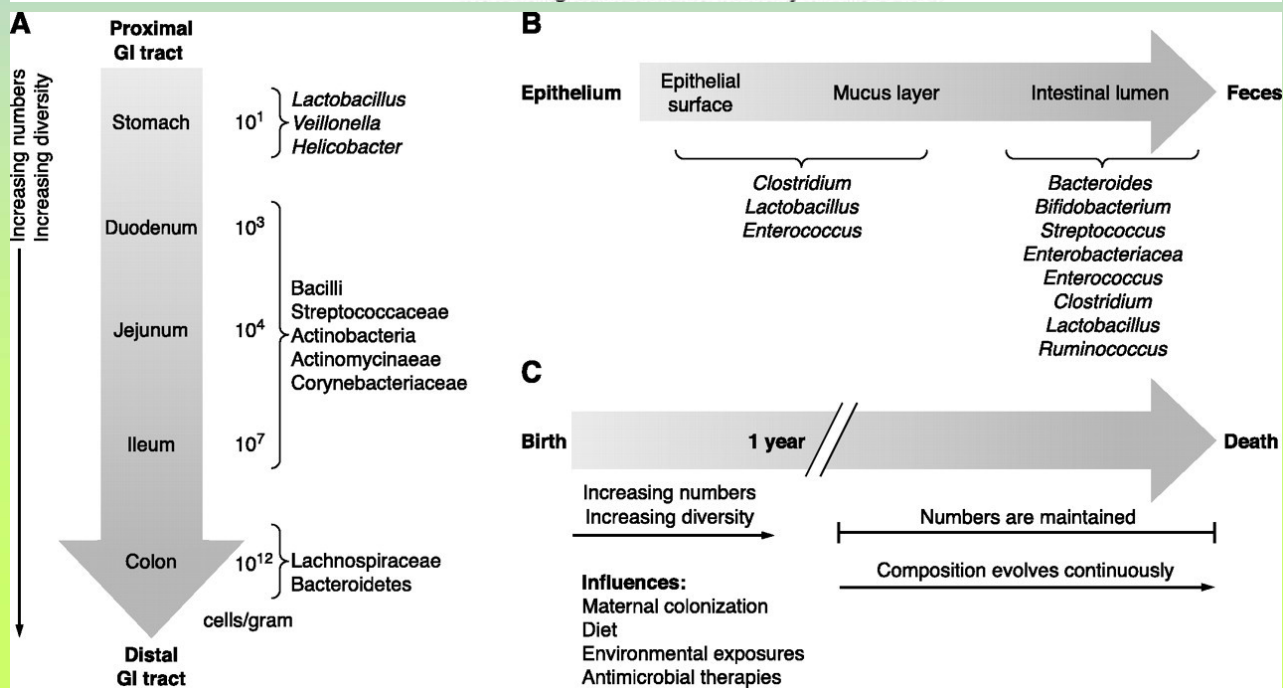 A
Proximal
GI tract
Increasing numbers
Increasing diversity
Stomach
10¹
Lactobacillus
Veillonella
Helicobacter
Duodenum
10³
Jejunum
10⁴
Ileum
10⁷
Bacilli
Streptococcaceae
Actinobacteria
Actinomycinaeae
Corynebacteriaceae
Colon
10¹²
Lachnospiraceae
Bacteroidetes
cells/gram
Distal
GI tract
B
Epithelium
Epithelial
surface
Mucus layer
Intestinal lumen
Feces
Clostridium
Lactobacillus
Enterococcus
Bacteroides
Bifidobacterium
Streptococcus
Enterobacteriacea
Enterococcus
Clostridium
Lactobacillus
Ruminococcus
C
Birth
1 year
Death
Increasing numbers
Increasing diversity
Numbers are maintained
Composition evolves continuously
Influences:
Maternal colonization
Diet
Environmental exposures
Antimicrobial therapies